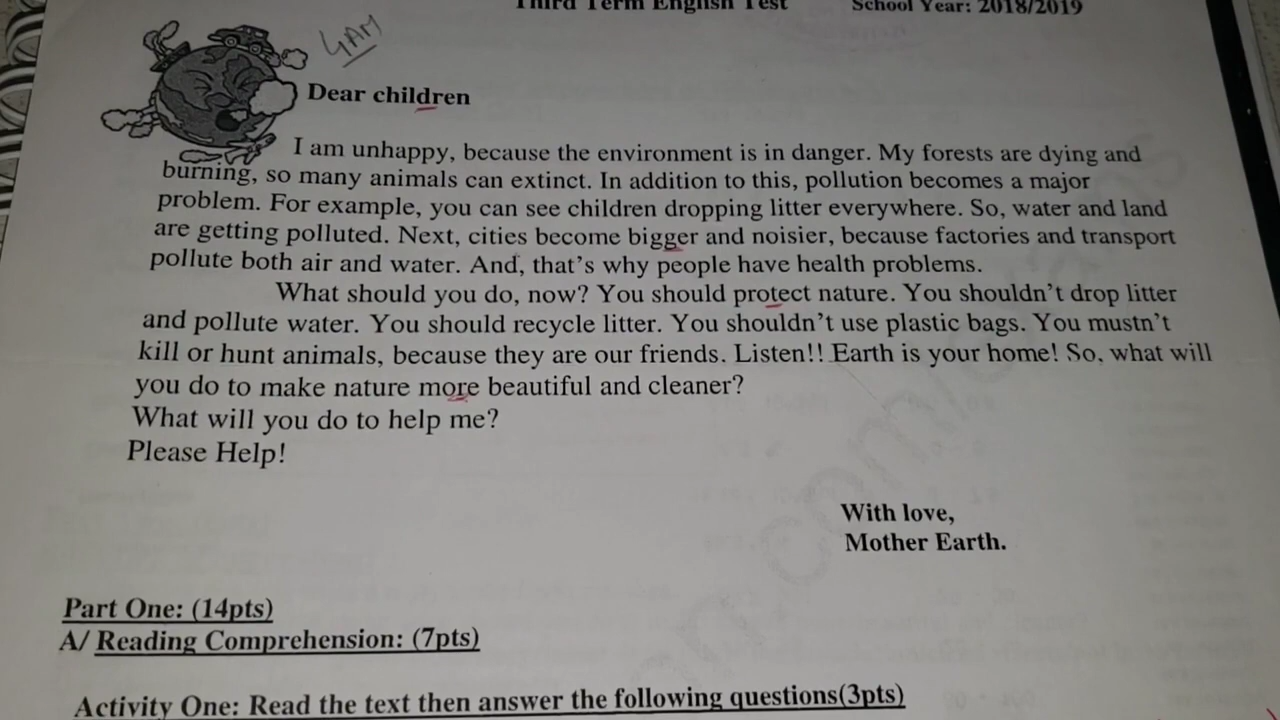 Third Term English Test School Year: 2018/2019
4AM
Dear children
I am unhappy, because the environment is in danger. My forests are dying and
burning, so many animals can extinct. In addition to this, pollution becomes a major
problem. For example, you can see children dropping litter everywhere. So, water and land
are getting polluted. Next, cities become bigger and noisier, because factories and transport
pollute both air and water. And, that's why people have health problems.
What should you do, now? You should protect nature. You shouldn't drop litter
and pollute water. You should recycle litter. You shouldn't use plastic bags. You mustn't
kill or hunt animals, because they are our friends. Listen!! Earth is your home! So, what will
you do to make nature more beautiful and cleaner?
What will you do to help me?
Please Help!
With love,
Mother Earth.
Part One: (14pts)
A/ Reading Comprehension: (7pts)
Activity One: Read the text then answer the following questions(3pts)